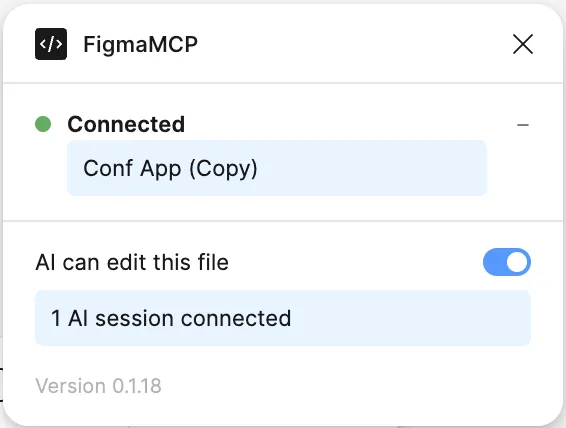 </> FigmaMCP
Connected
Conf App (Copy)
AI can edit this file
1 AI session connected
Version 0.1.18